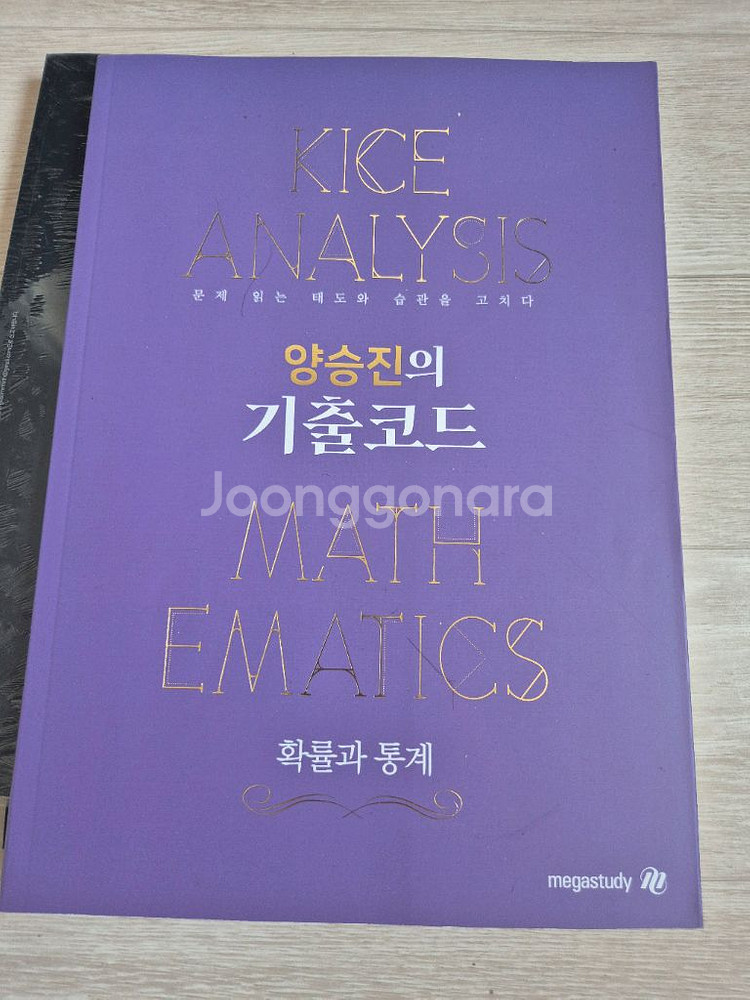 KICE
ANALYSIS
문제 읽는 태도와 습관을 고치다
양승진의
기출코드
Joonggonara
MATH
EMATICS
확률과 통계
megastudy